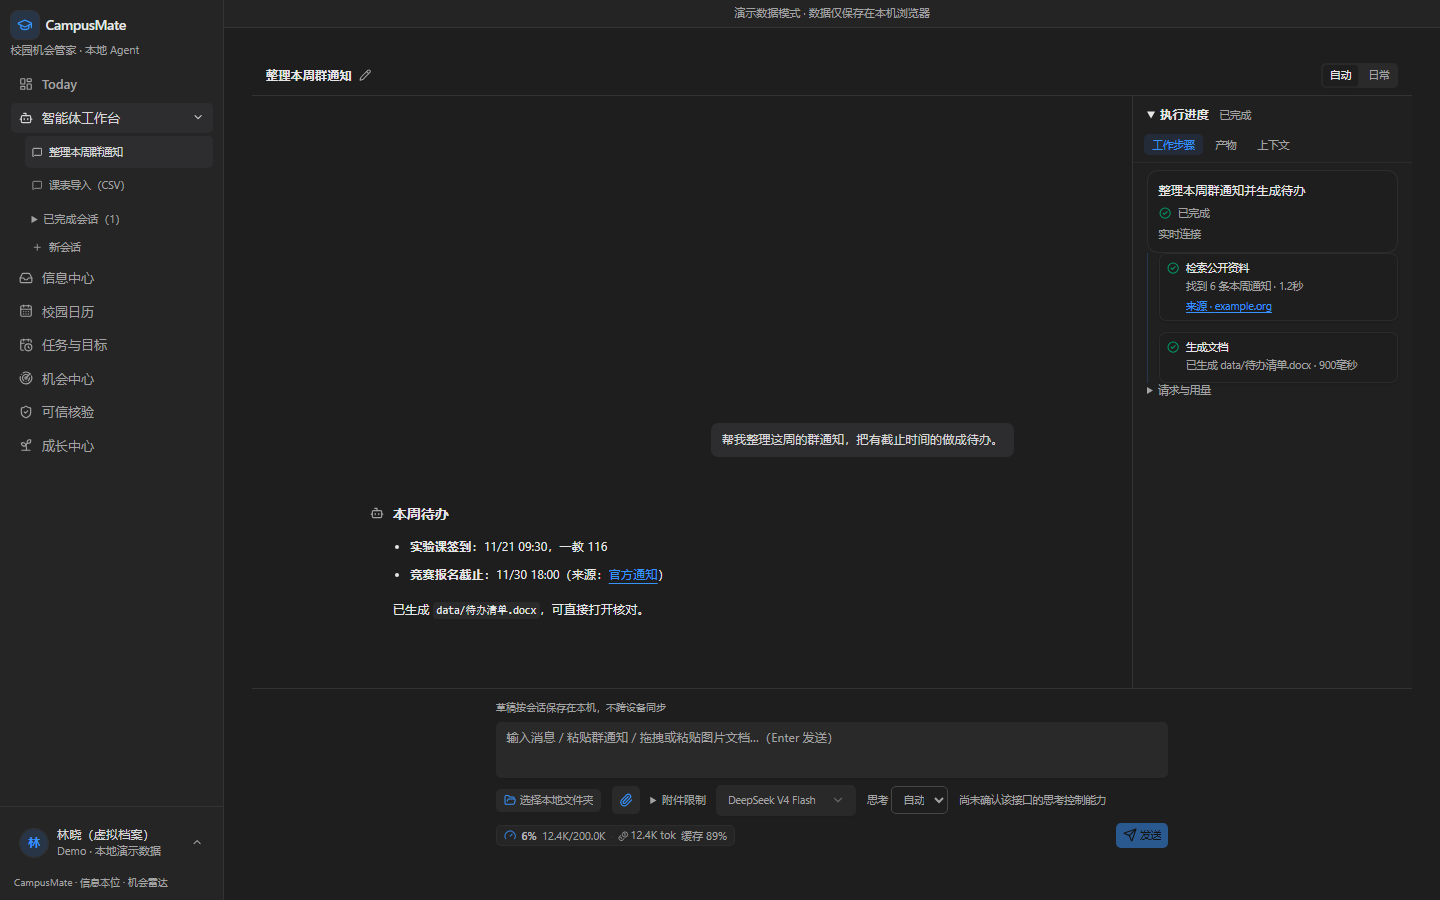 CampusMate
校园机会管家 · 本地 Agent
Today
智能体工作台
整理本周群通知
课表导入（CSV）
已完成会话（1）
新会话
信息中心
校园日历
任务与目标
机会中心
可信核验
成长中心
林
林晓（虚拟档案）
Demo · 本地演示数据
CampusMate · 信息本位 · 机会雷达
演示数据模式 · 数据仅保存在本机浏览器
整理本周群通知
自动 日常
帮我整理这周的群通知，把有截止时间的做成待办。
本周待办
实验课签到：11/21 09:30，一教 116
竞赛报名截止：11/30 18:00（来源：官方通知）
已生成 data/待办清单.docx，可直接打开核对。
执行进度 已完成
工作步骤 产物 上下文
整理本周群通知并生成待办
已完成
实时连接
检索公开资料
找到 6 条本周通知 · 1.2秒
来源 · example.org
生成文档
已生成 data/待办清单.docx · 900毫秒
请求与用量
草稿按会话保存在本机，不跨设备同步
输入消息 / 粘贴群通知 / 拖拽或粘贴图片文档...（Enter 发送）
选择本地文件夹 附件限制 DeepSeek V4 Flash 思考 自动 尚未确认该接口的思考控制能力
6% 12.4K/200.0K 12.4K tok 缓存 89% 发送